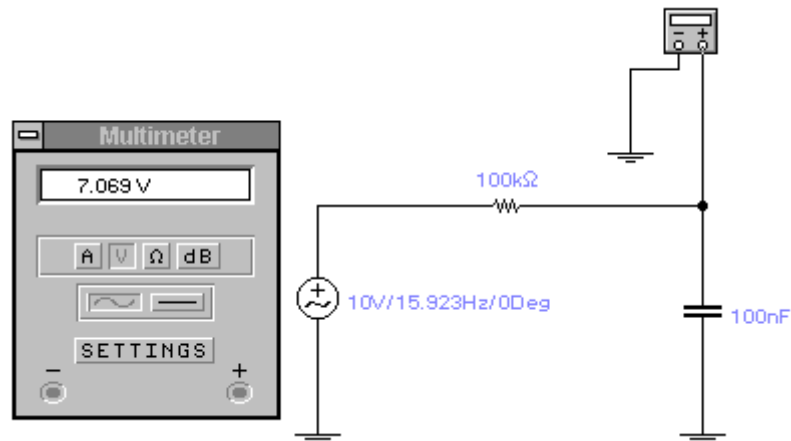 Multimeter
7.069 V
A V Ω dB
SETTINGS
- +
- +
100kΩ
10V/15.923Hz/0Deg
100nF